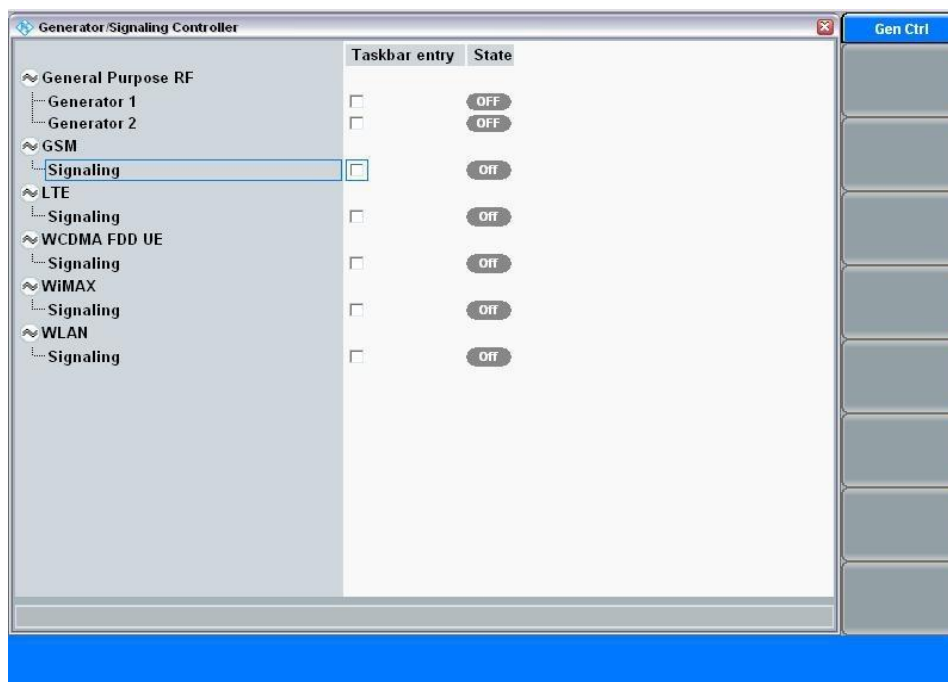 Generator/Signaling Controller
Gen Ctrl
Taskbar entry State
General Purpose RF
Generator 1 OFF
Generator 2 OFF
GSM
Signaling Off
LTE
Signaling Off
WCDMA FDD UE
Signaling Off
WiMAX
Signaling Off
WLAN
Signaling Off